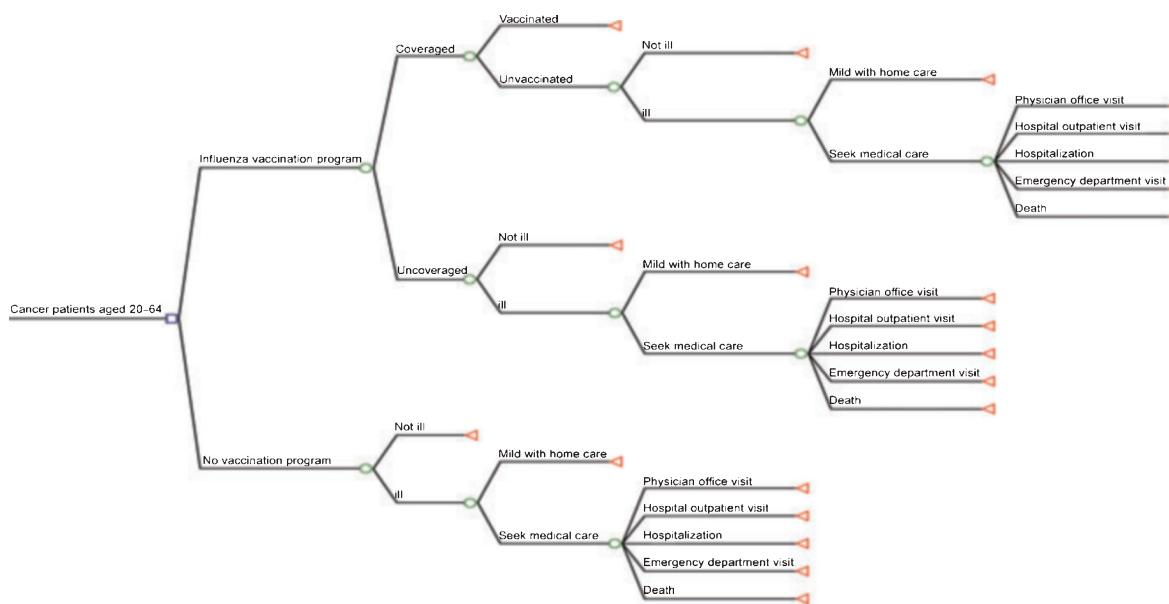 Vaccinated
Coveraged
Not ill
Unvaccinated
Mild with home care
Physician office visit
ill
Hospital outpatient visit
Influenza vaccination program
Seek medical care
Hospitalization
Emergency department visit
Death
Not ill
Uncoveraged
Mild with home care
Physician office visit
ill
Hospital outpatient visit
Cancer patients aged 20–64
Seek medical care
Hospitalization
Emergency department visit
Death
Not ill
No vaccination program
Mild with home care
Physician office visit
ill
Hospital outpatient visit
Seek medical care
Hospitalization
Emergency department visit
Death